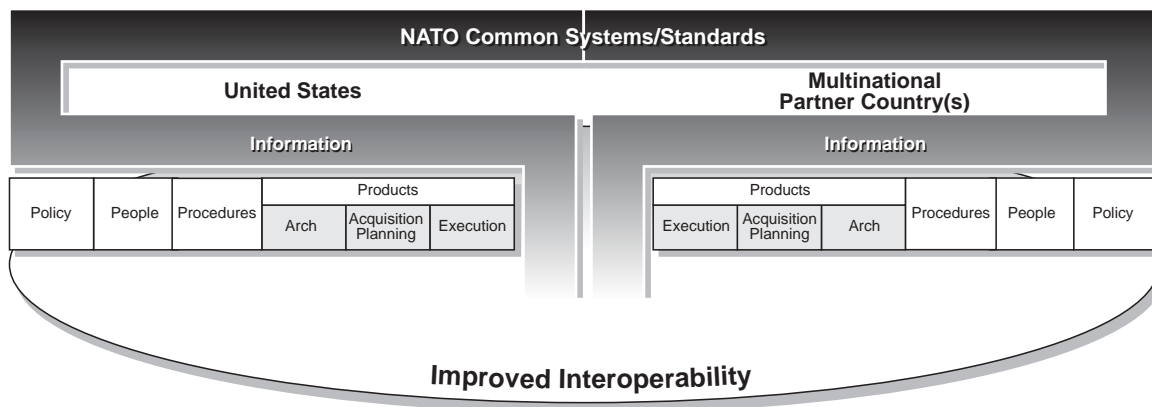 NATO Common Systems/Standards
United States
Multinational
Partner Country(s)
Information
Information
Policy
People
Procedures
Products
Arch
Acquisition
Planning
Execution
Products
Execution
Acquisition
Planning
Arch
Procedures
People
Policy
Improved Interoperability